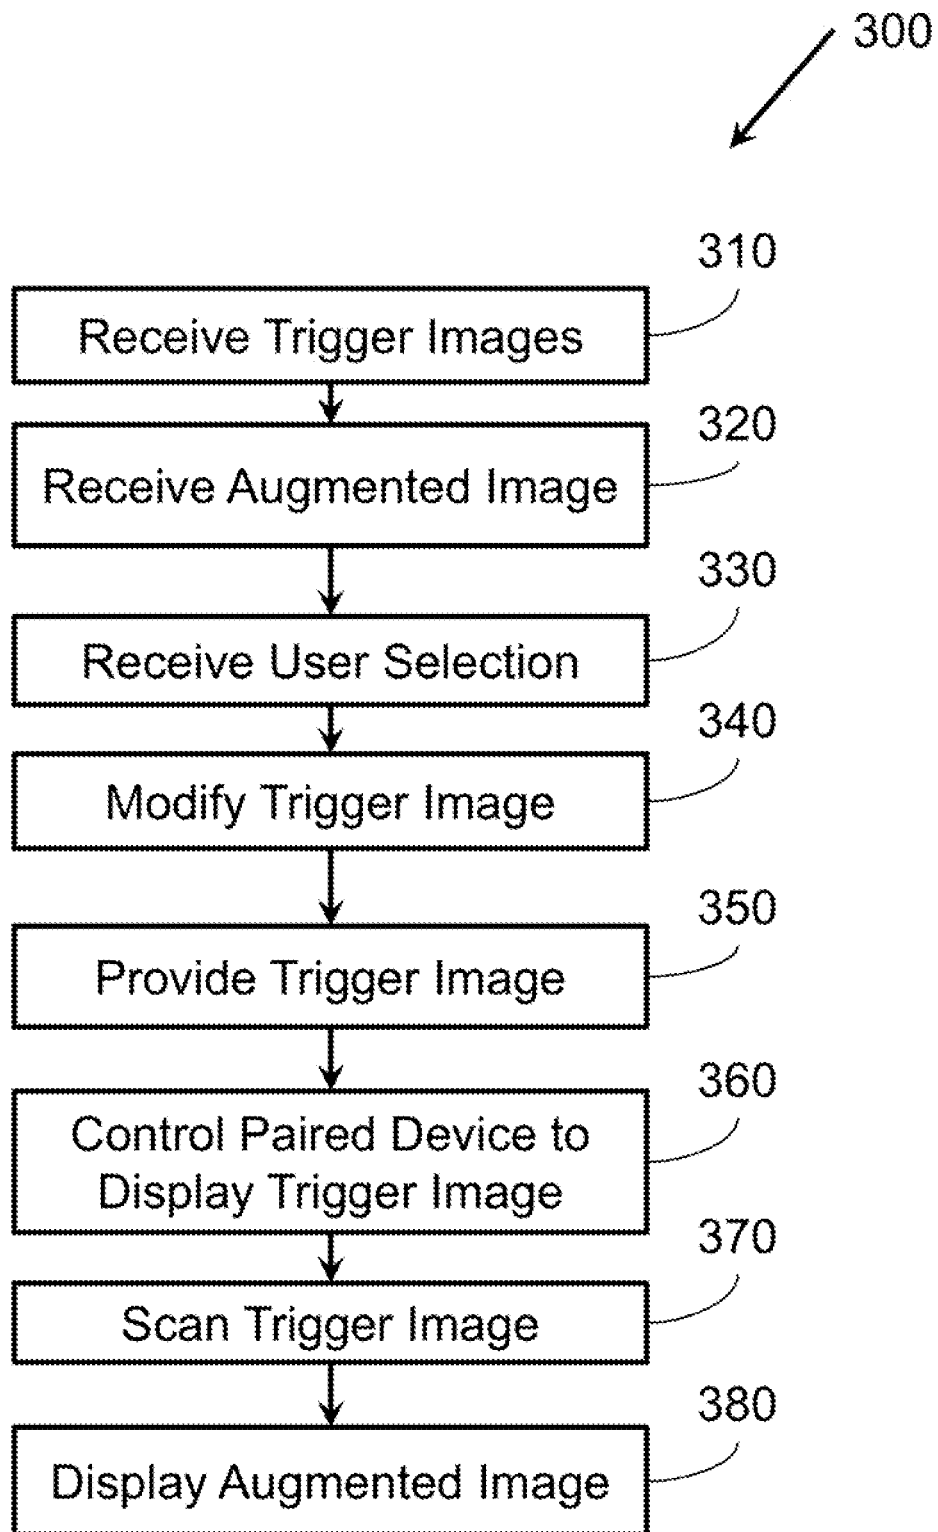 300
310
Receive Trigger Images
320
Receive Augmented Image
330
Receive User Selection
340
Modify Trigger Image
350
Provide Trigger Image
360
Control Paired Device to
Display Trigger Image
370
Scan Trigger Image
380
Display Augmented Image